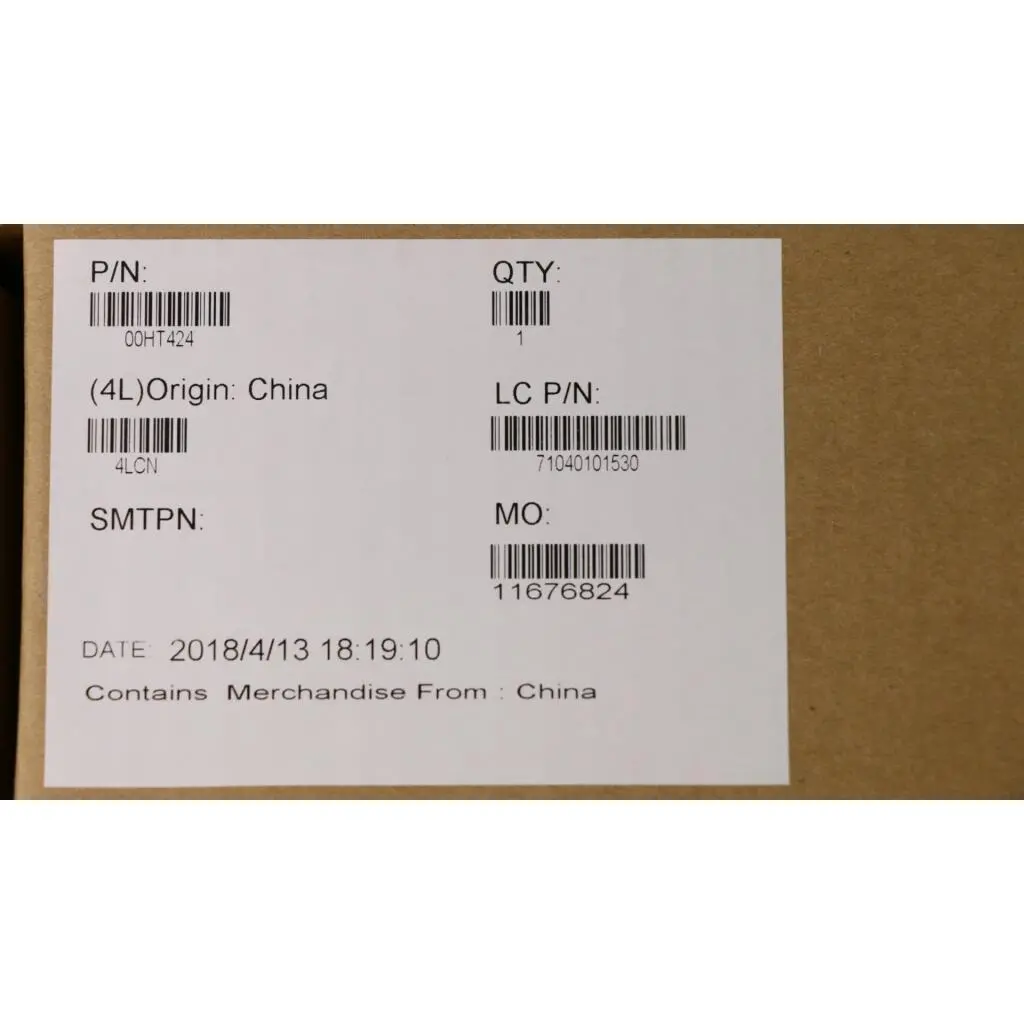 P/N:
00HT424
QTY:
1
(4L)Origin: China
4LCN
LC P/N:
71040101530
SMTPN:
MO:
11676824
DATE: 2018/4/13 18:19:10
Contains Merchandise From : China